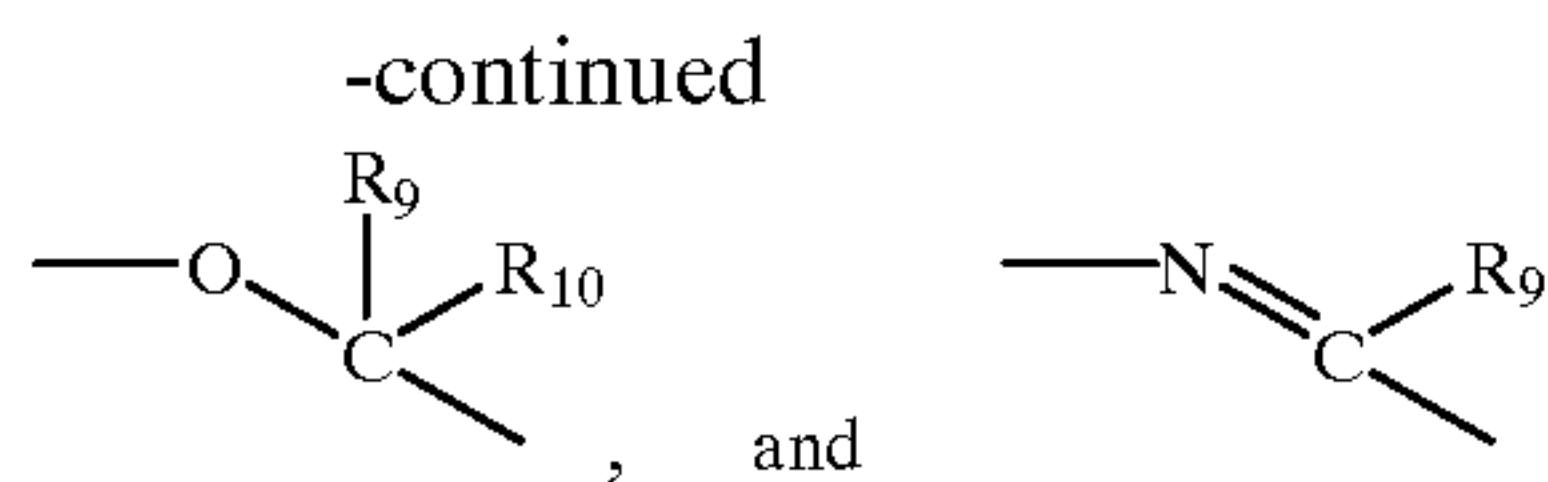 -continued
R9
O R10 N R9
C C
, and